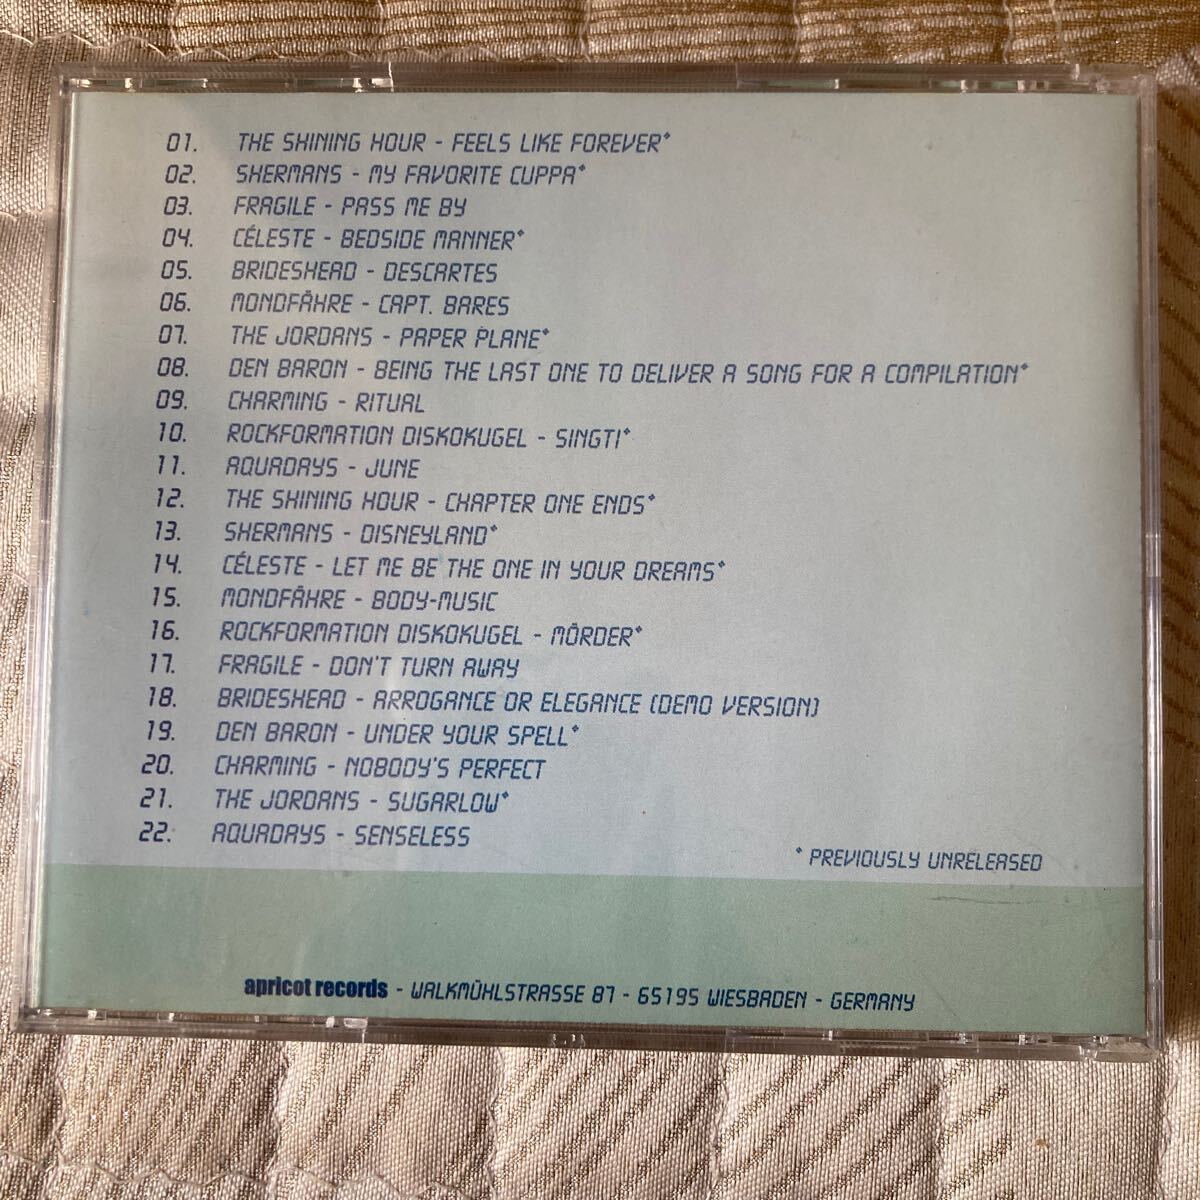 01. THE SHINING HOUR - FEELS LIKE FOREVER*
02. SHERMANS - MY FAVORITE CUPPA*
03. FRAGILE - PASS ME BY
04. CÉLESTE - BEDSIDE MANNER*
05. BRIDESHEAD - DESCARTES
06. MONDFÄHRE - CAPT. BARES
07. THE JORDANS - PAPER PLANE*
08. DEN BARON - BEING THE LAST ONE TO DELIVER A SONG FOR A COMPILATION*
09. CHARMING - RITUAL
10. ROCKFORMATION DISKOKUGEL - SINGTI*
11. AQUADAYS - JUNE
12. THE SHINING HOUR - CHAPTER ONE ENDS*
13. SHERMANS - DISNEYLAND*
14. CÉLESTE - LET ME BE THE ONE IN YOUR DREAMS*
15. MONDFÄHRE - BODY-MUSIC
16. ROCKFORMATION DISKOKUGEL - MÖRDER*
17. FRAGILE - DON'T TURN AWAY
18. BRIDESHEAD - ARROGANCE OR ELEGANCE (DEMO VERSION)
19. DEN BARON - UNDER YOUR SPELL*
20. CHARMING - NOBODY'S PERFECT
21. THE JORDANS - SUGARLOW*
22. AQUADAYS - SENSELESS
* PREVIOUSLY UNRELEASED
apricot records - WALKMÜHLSTRASSE 87 - 65195 WIESBADEN - GERMANY